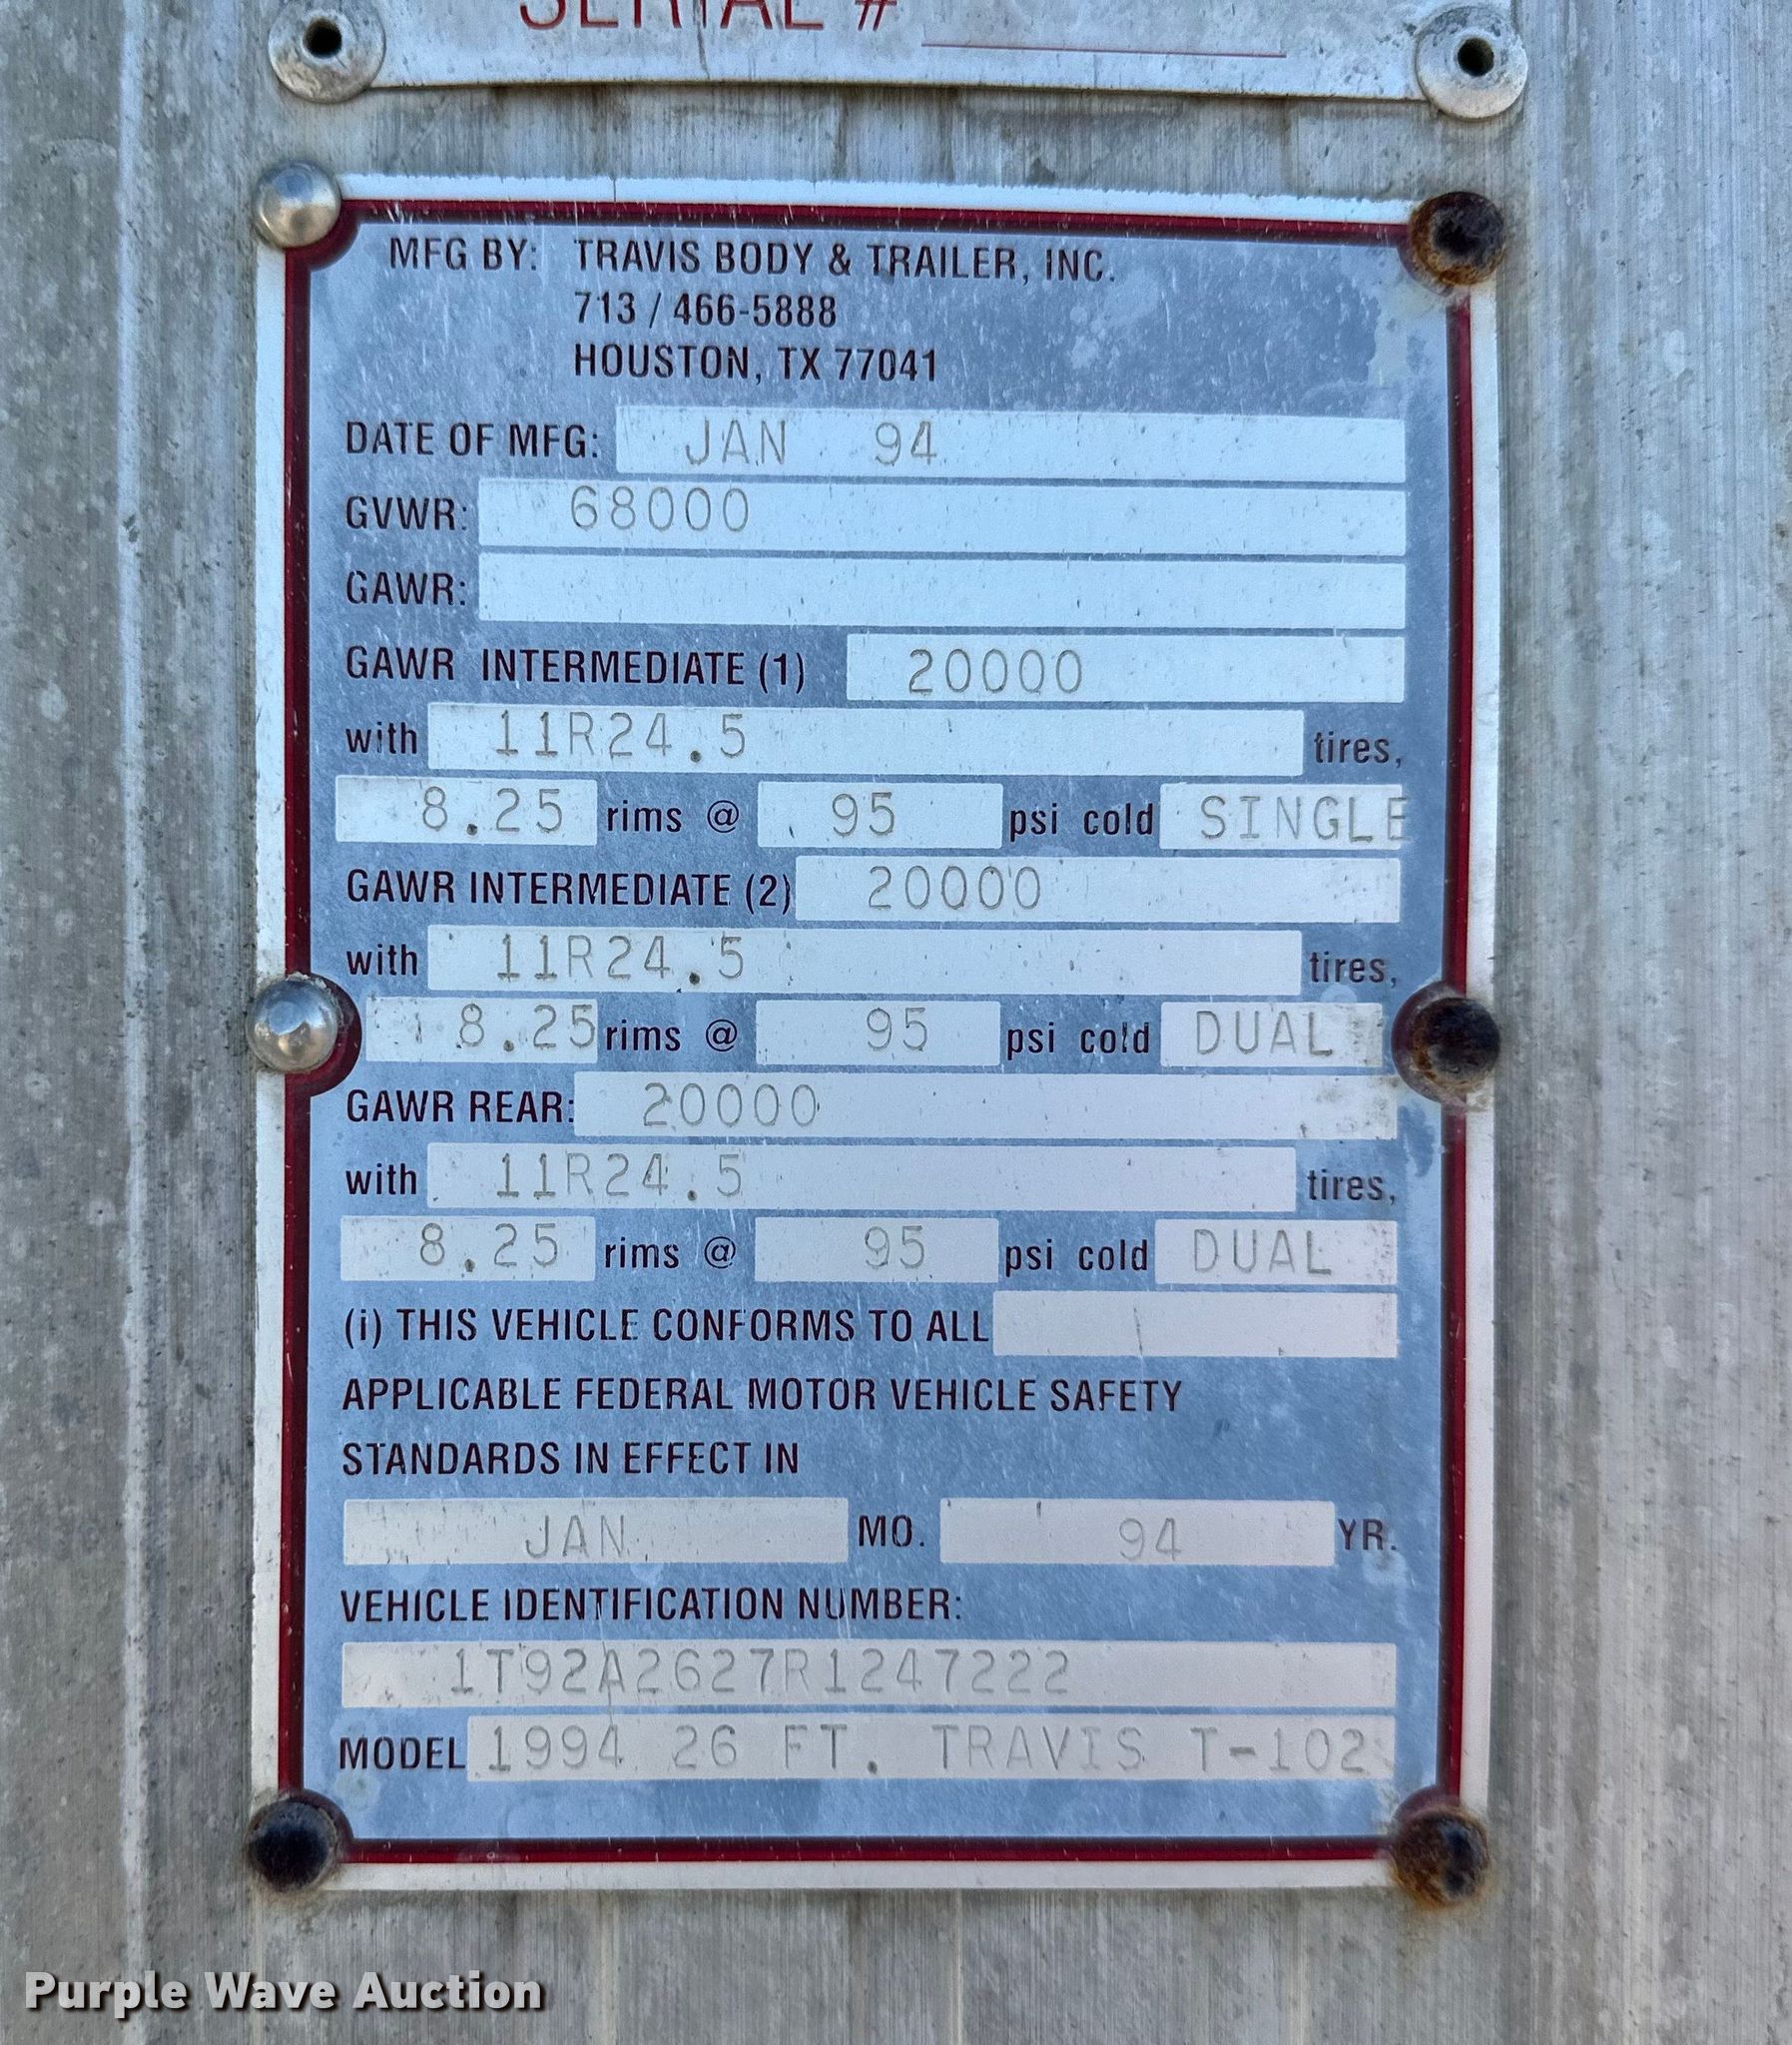 SERIAL #
MFG BY: TRAVIS BODY & TRAILER, INC.
713 / 466-5888
HOUSTON, TX 77041
DATE OF MFG: JAN 94
GVWR: 68000
GAWR:
GAWR INTERMEDIATE (1) 20000
with 11R24.5 tires,
8.25 rims @ 95 psi cold SINGLE
GAWR INTERMEDIATE (2) 20000
with 11R24.5 tires,
8.25 rims @ 95 psi cold DUAL
GAWR REAR: 20000
with 11R24.5 tires,
8.25 rims @ 95 psi cold DUAL
(i) THIS VEHICLE CONFORMS TO ALL
APPLICABLE FEDERAL MOTOR VEHICLE SAFETY
STANDARDS IN EFFECT IN
JAN MO. 94 YR.
VEHICLE IDENTIFICATION NUMBER:
1T92A2627R1247222
MODEL 1994 26 FT. TRAVIS T-102
Purple Wave Auction